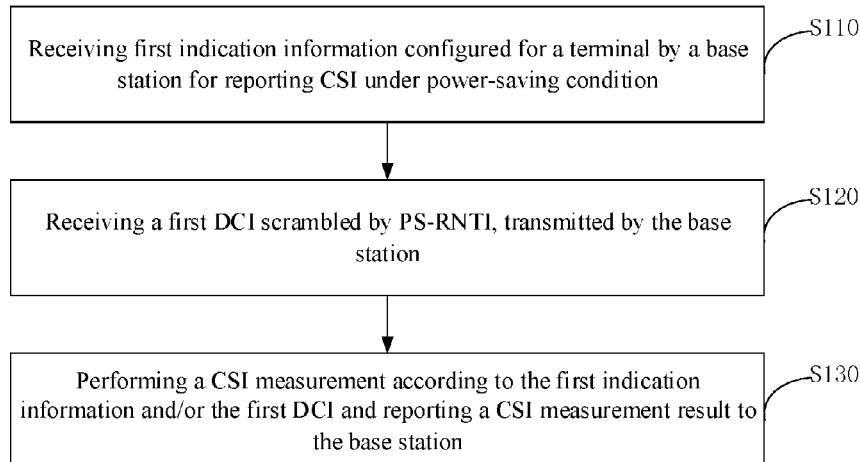 S110
Receiving first indication information configured for a terminal by a base
station for reporting CSI under power-saving condition
S120
Receiving a first DCI scrambled by PS-RNTI, transmitted by the base
station
S130
Performing a CSI measurement according to the first indication
information and/or the first DCI and reporting a CSI measurement result to
the base station